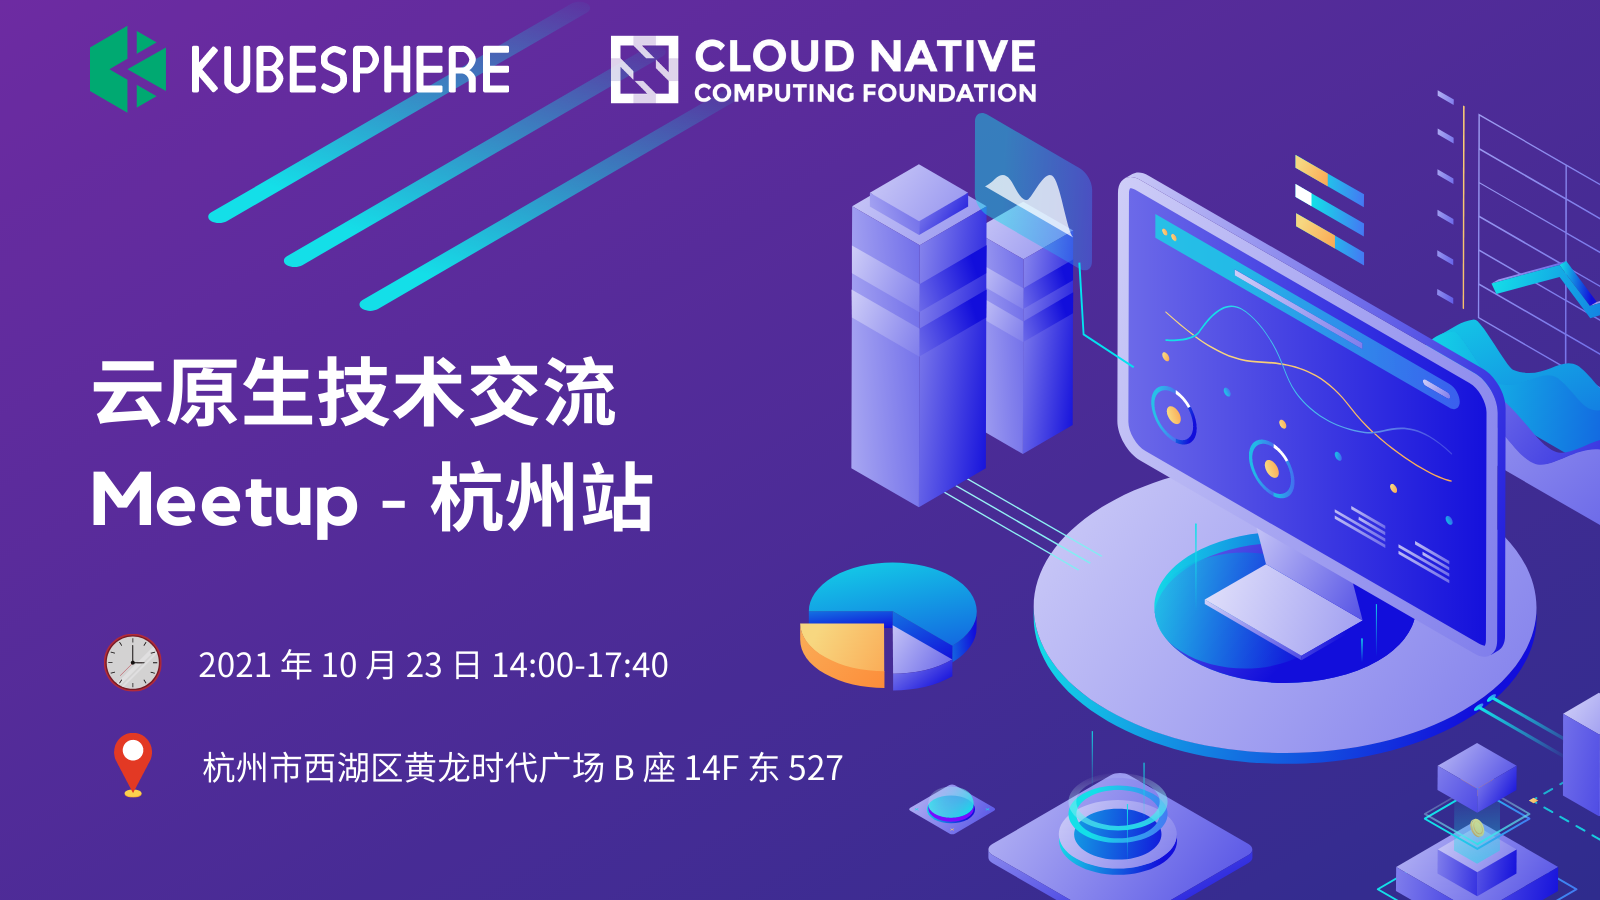 KUBESPHERE
CLOUD NATIVE
COMPUTING FOUNDATION
云原生技术交流
Meetup - 杭州站
2021 年 10 月 23 日 14:00-17:40
杭州市西湖区黄龙时代广场 B 座 14F 东 527